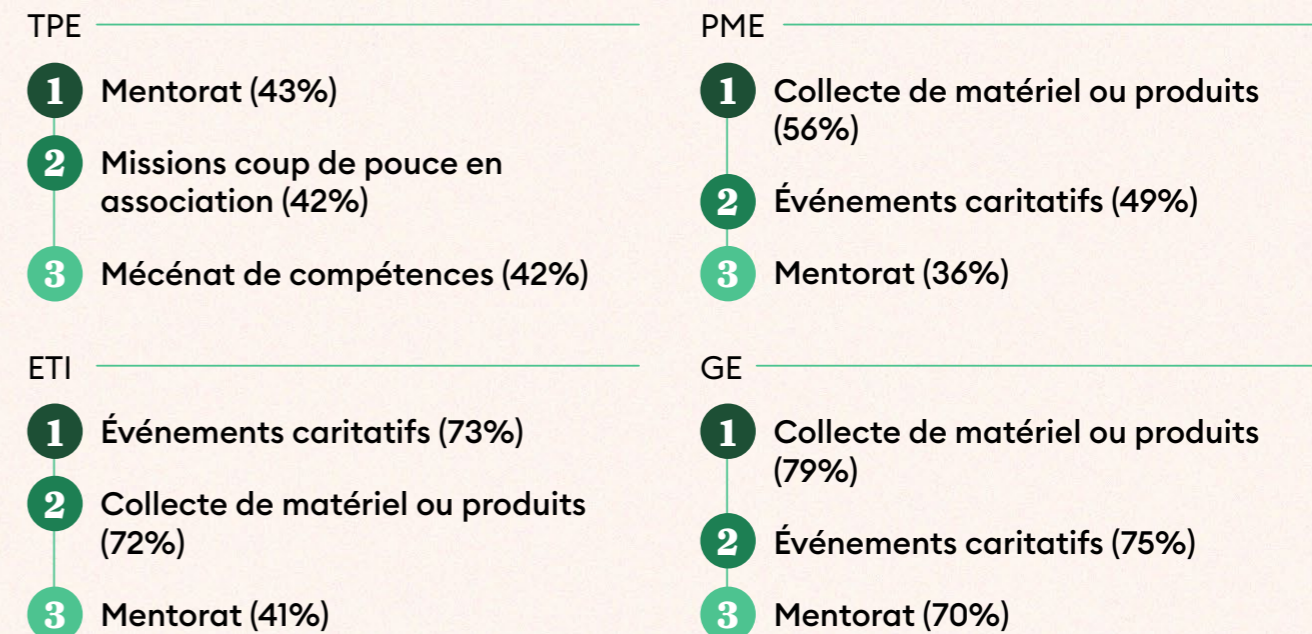 TPE
1 Mentorat (43%)
2 Missions coup de pouce en
association (42%)
3 Mécénat de compétences (42%)
PME
1 Collecte de matériel ou produits
(56%)
2 Événements caritatifs (49%)
3 Mentorat (36%)
ETI
1 Événements caritatifs (73%)
2 Collecte de matériel ou produits
(72%)
3 Mentorat (41%)
GE
1 Collecte de matériel ou produits
(79%)
2 Événements caritatifs (75%)
3 Mentorat (70%)